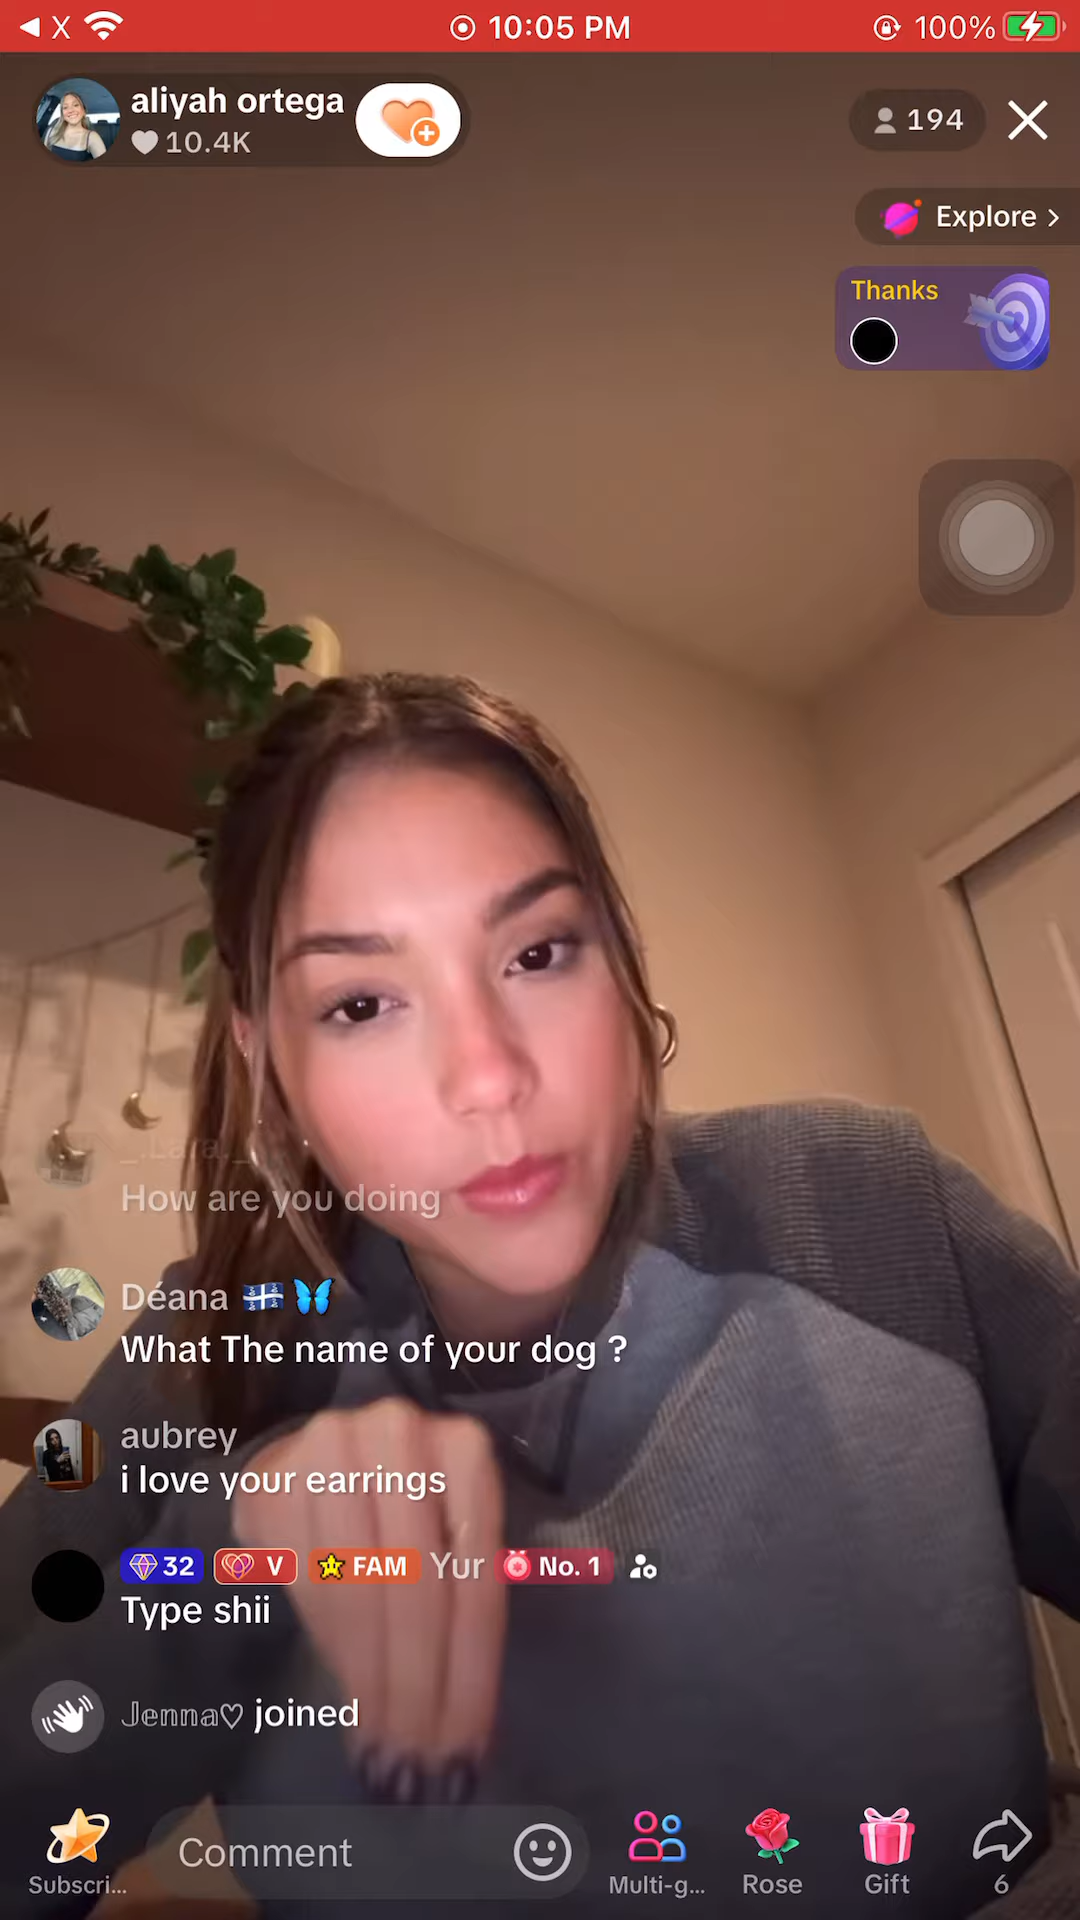 X 10:05 PM 100%
aliyah ortega
10.4K
194
Explore >
Thanks
_.Lara._
How are you doing
Déana
What The name of your dog ?
aubrey
i love your earrings
32 V FAM Yur No. 1
Type shii
Jenna♡ joined
Comment
Subscri...
Multi-g...
Rose
Gift
6